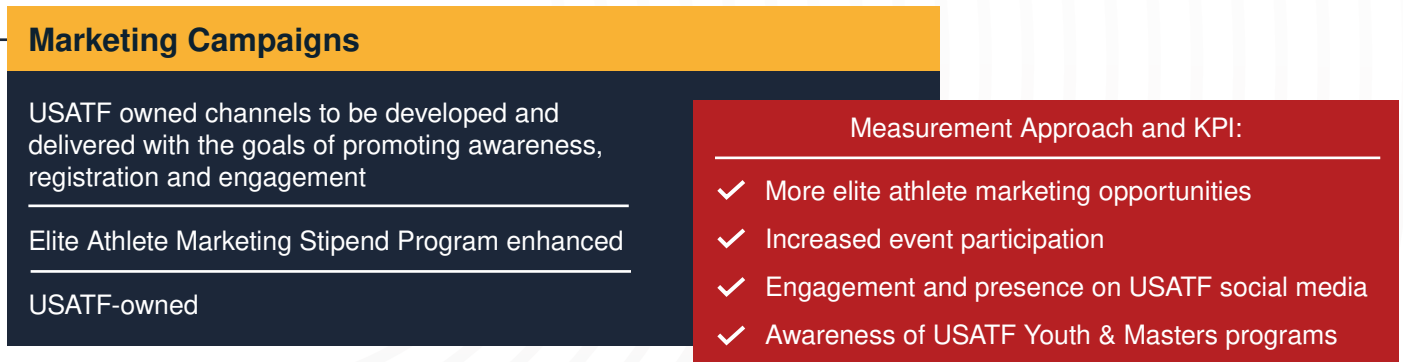 Marketing Campaigns
USATF owned channels to be developed and
delivered with the goals of promoting awareness,
registration and engagement
Elite Athlete Marketing Stipend Program enhanced
USATF-owned
Measurement Approach and KPI:
More elite athlete marketing opportunities
Increased event participation
Engagement and presence on USATF social media
Awareness of USATF Youth & Masters programs